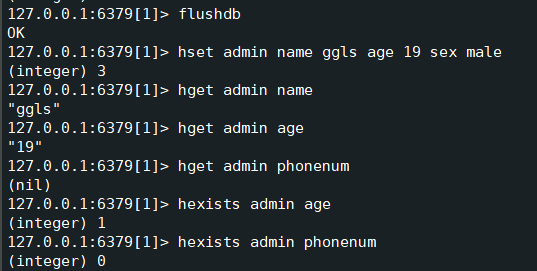 127.0.0.1:6379[1]> flushdb
OK
127.0.0.1:6379[1]> hset admin name ggls age 19 sex male
(integer) 3
127.0.0.1:6379[1]> hget admin name
"ggls"
127.0.0.1:6379[1]> hget admin age
"19"
127.0.0.1:6379[1]> hget admin phonenum
(nil)
127.0.0.1:6379[1]> hexists admin age
(integer) 1
127.0.0.1:6379[1]> hexists admin phonenum
(integer) 0